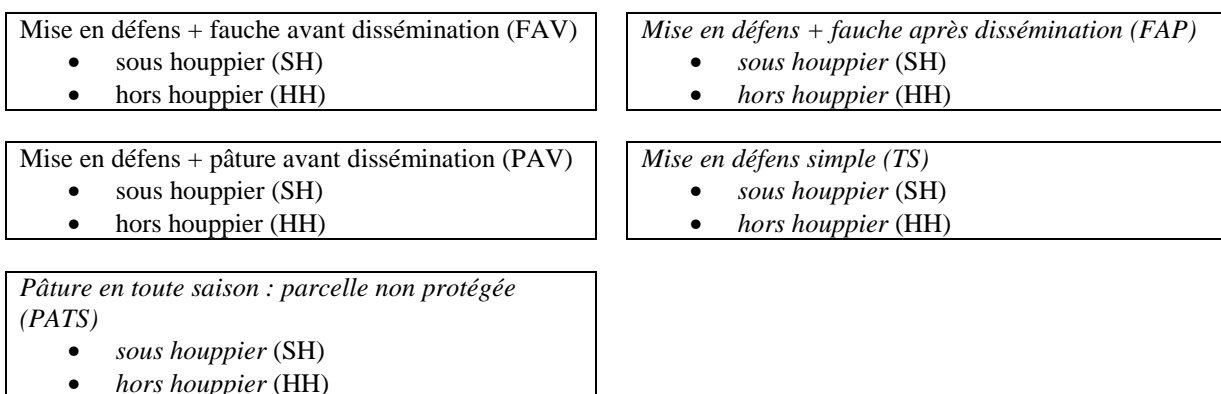 Mise en défens + fauche avant dissémination (FAV)
• sous houppier (SH)
• hors houppier (HH)
Mise en défens + fauche après dissémination (FAP)
• sous houppier (SH)
• hors houppier (HH)
Mise en défens + pâture avant dissémination (PAV)
• sous houppier (SH)
• hors houppier (HH)
Mise en défens simple (TS)
• sous houppier (SH)
• hors houppier (HH)
Pâture en toute saison : parcelle non protégée
(PATS)
• sous houppier (SH)
• hors houppier (HH)